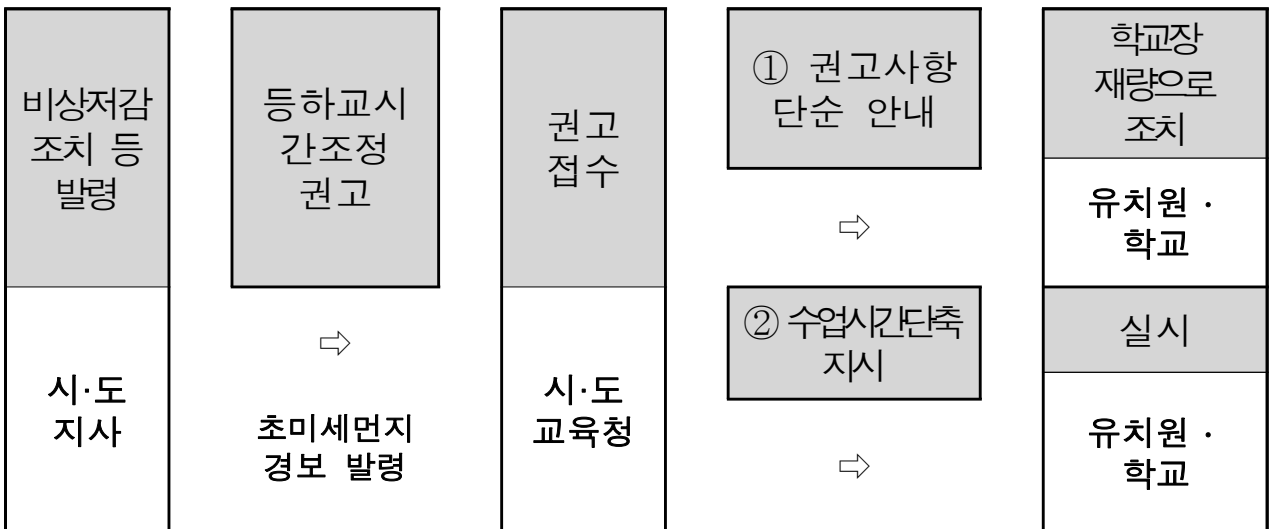 비상저감
조치 등
발령
시·도
지사
등하교시
간조정
권고
⇨
초미세먼지
경보 발령
권고
접수
시·도
교육청
① 권고사항
단순 안내
⇨
② 수업시간단축
지시
⇨
학교장
재량으로
조치
유치원 ·
학교
실시
유치원 ·
학교